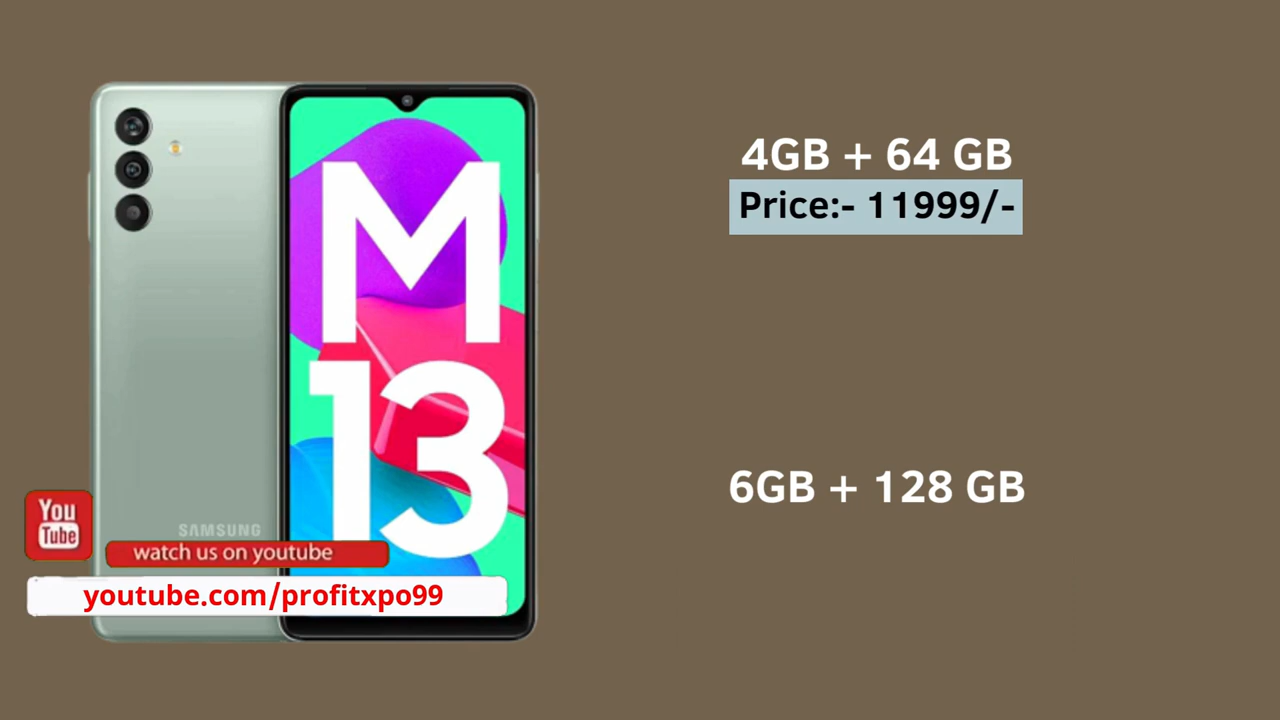 4GB + 64 GB
Price:- 11999/-
M
13
6GB + 128 GB
SAMSUNG
You
Tube
watch us on youtube
youtube.com/profitxpo99